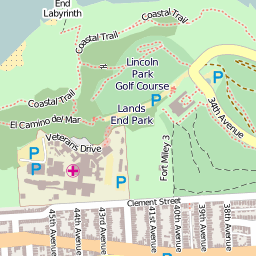 End
Labyrinth
Coastal Trail
Coastal Trail
Lincoln
Park
Golf Course
P
Coastal Trail
34th Avenue
Lands
End Park
El Camino del Mar
Veterans Drive
P
P
P
Fort Miley 3
P
Clement Street
45th Avenue
44th Avenue
43rd Avenue
41st Avenue
40th Avenue
39th Avenue
38th Avenue